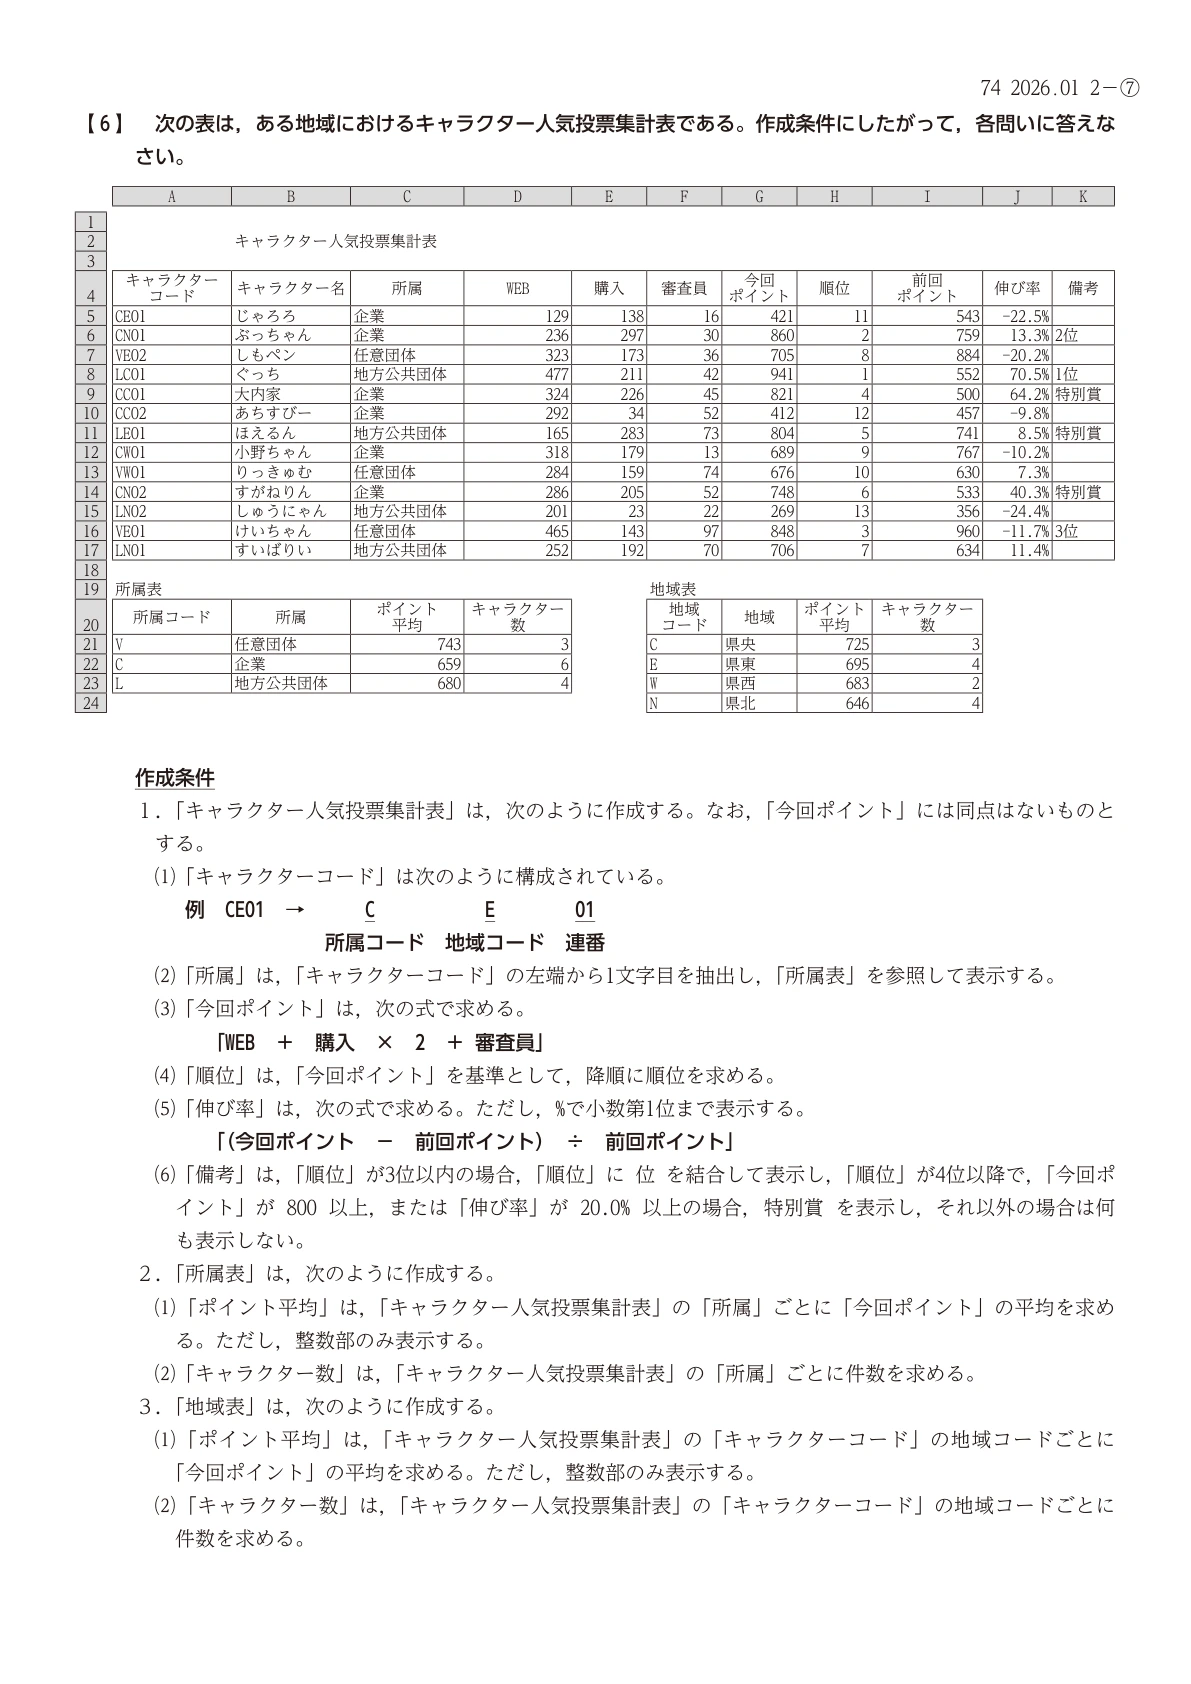 74 2026.01 2－⑦
【6】 次の表は，ある地域におけるキャラクター人気投票集計表である。作成条件にしたがって，各問いに答えな
さい。
A B C D E F G H I J K
1
2 キャラクター人気投票集計表
3
4 キャラクターコード キャラクター名 所属 WEB 購入 審査員 今回ポイント 順位 前回ポイント 伸び率 備考
5 CE01 じゃろろ 企業 129 138 16 421 11 543 -22.5%
6 CN01 ぶっちゃん 企業 236 297 30 860 2 759 13.3% 2位
7 VE02 しもペン 任意団体 323 173 36 705 8 884 -20.2%
8 LC01 ぐっち 地方公共団体 477 211 42 941 1 552 70.5% 1位
9 CC01 大内家 企業 324 226 45 821 4 500 64.2% 特別賞
10 CC02 あちすびー 企業 292 34 52 412 12 457 -9.8%
11 LE01 ほえるん 地方公共団体 165 283 73 804 5 741 8.5% 特別賞
12 CW01 小野ちゃん 企業 318 179 13 689 9 767 -10.2%
13 VW01 りっきゅむ 任意団体 284 159 74 676 10 630 7.3%
14 CN02 すがねりん 企業 286 205 52 748 6 533 40.3% 特別賞
15 LN02 しゅうにゃん 地方公共団体 201 23 22 269 13 356 -24.4%
16 VE01 けいちゃん 任意団体 465 143 97 848 3 960 -11.7% 3位
17 LN01 すいぱりい 地方公共団体 252 192 70 706 7 634 11.4%
18
19 所属表 地域表
20 所属コード 所属 ポイント平均 キャラクター数 地域コード 地域 ポイント平均 キャラクター数
21 V 任意団体 743 3 C 県央 725 3
22 C 企業 659 6 E 県東 695 4
23 L 地方公共団体 680 4 W 県西 683 2
24 N 県北 646 4
作成条件
1．「キャラクター人気投票集計表」は，次のように作成する。なお，「今回ポイント」には同点はないものと
する。
⑴「キャラクターコード」は次のように構成されている。
例 CE01 → C E 01
所属コード 地域コード 連番
⑵「所属」は，「キャラクターコード」の左端から1文字目を抽出し，「所属表」を参照して表示する。
⑶「今回ポイント」は，次の式で求める。
「WEB ＋ 購入 × 2 ＋ 審査員」
⑷「順位」は，「今回ポイント」を基準として，降順に順位を求める。
⑸「伸び率」は，次の式で求める。ただし，%で小数第1位まで表示する。
「（今回ポイント － 前回ポイント） ÷ 前回ポイント」
⑹「備考」は，「順位」が3位以内の場合，「順位」に 位 を結合して表示し，「順位」が4位以降で，「今回ポ
イント」が 800 以上，または「伸び率」が 20.0% 以上の場合，特別賞 を表示し，それ以外の場合は何
も表示しない。
2．「所属表」は，次のように作成する。
⑴「ポイント平均」は，「キャラクター人気投票集計表」の「所属」ごとに「今回ポイント」の平均を求め
る。ただし，整数部のみ表示する。
⑵「キャラクター数」は，「キャラクター人気投票集計表」の「所属」ごとに件数を求める。
3．「地域表」は，次のように作成する。
⑴「ポイント平均」は，「キャラクター人気投票集計表」の「キャラクターコード」の地域コードごとに
「今回ポイント」の平均を求める。ただし，整数部のみ表示する。
⑵「キャラクター数」は，「キャラクター人気投票集計表」の「キャラクターコード」の地域コードごとに
件数を求める。